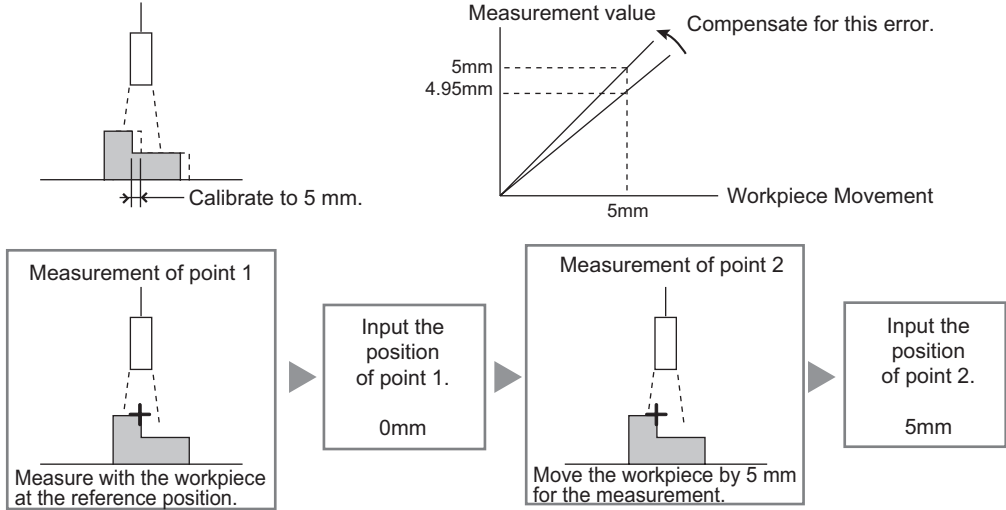 Measurement value
Compensate for this error.
5mm
4.95mm
Calibrate to 5 mm.
Workpiece Movement
5mm
Measurement of point 1
Measure with the workpiece
at the reference position.
Input the
position
of point 1.
0mm
Measurement of point 2
Move the workpiece by 5 mm
for the measurement.
Input the
position
of point 2.
5mm